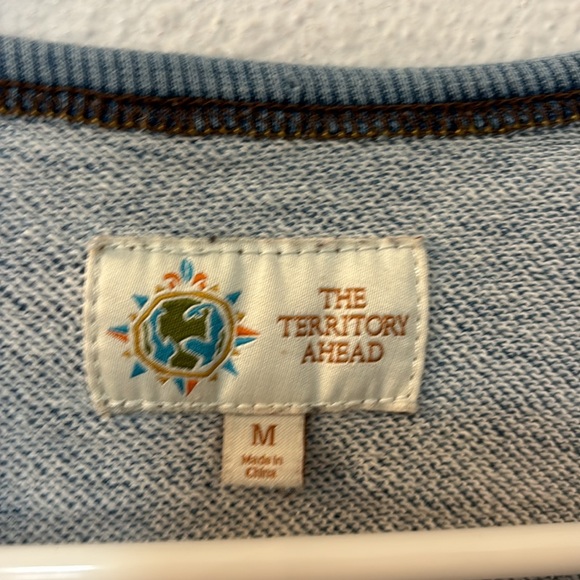 THE
TERRITORY
AHEAD
M
Made in
China